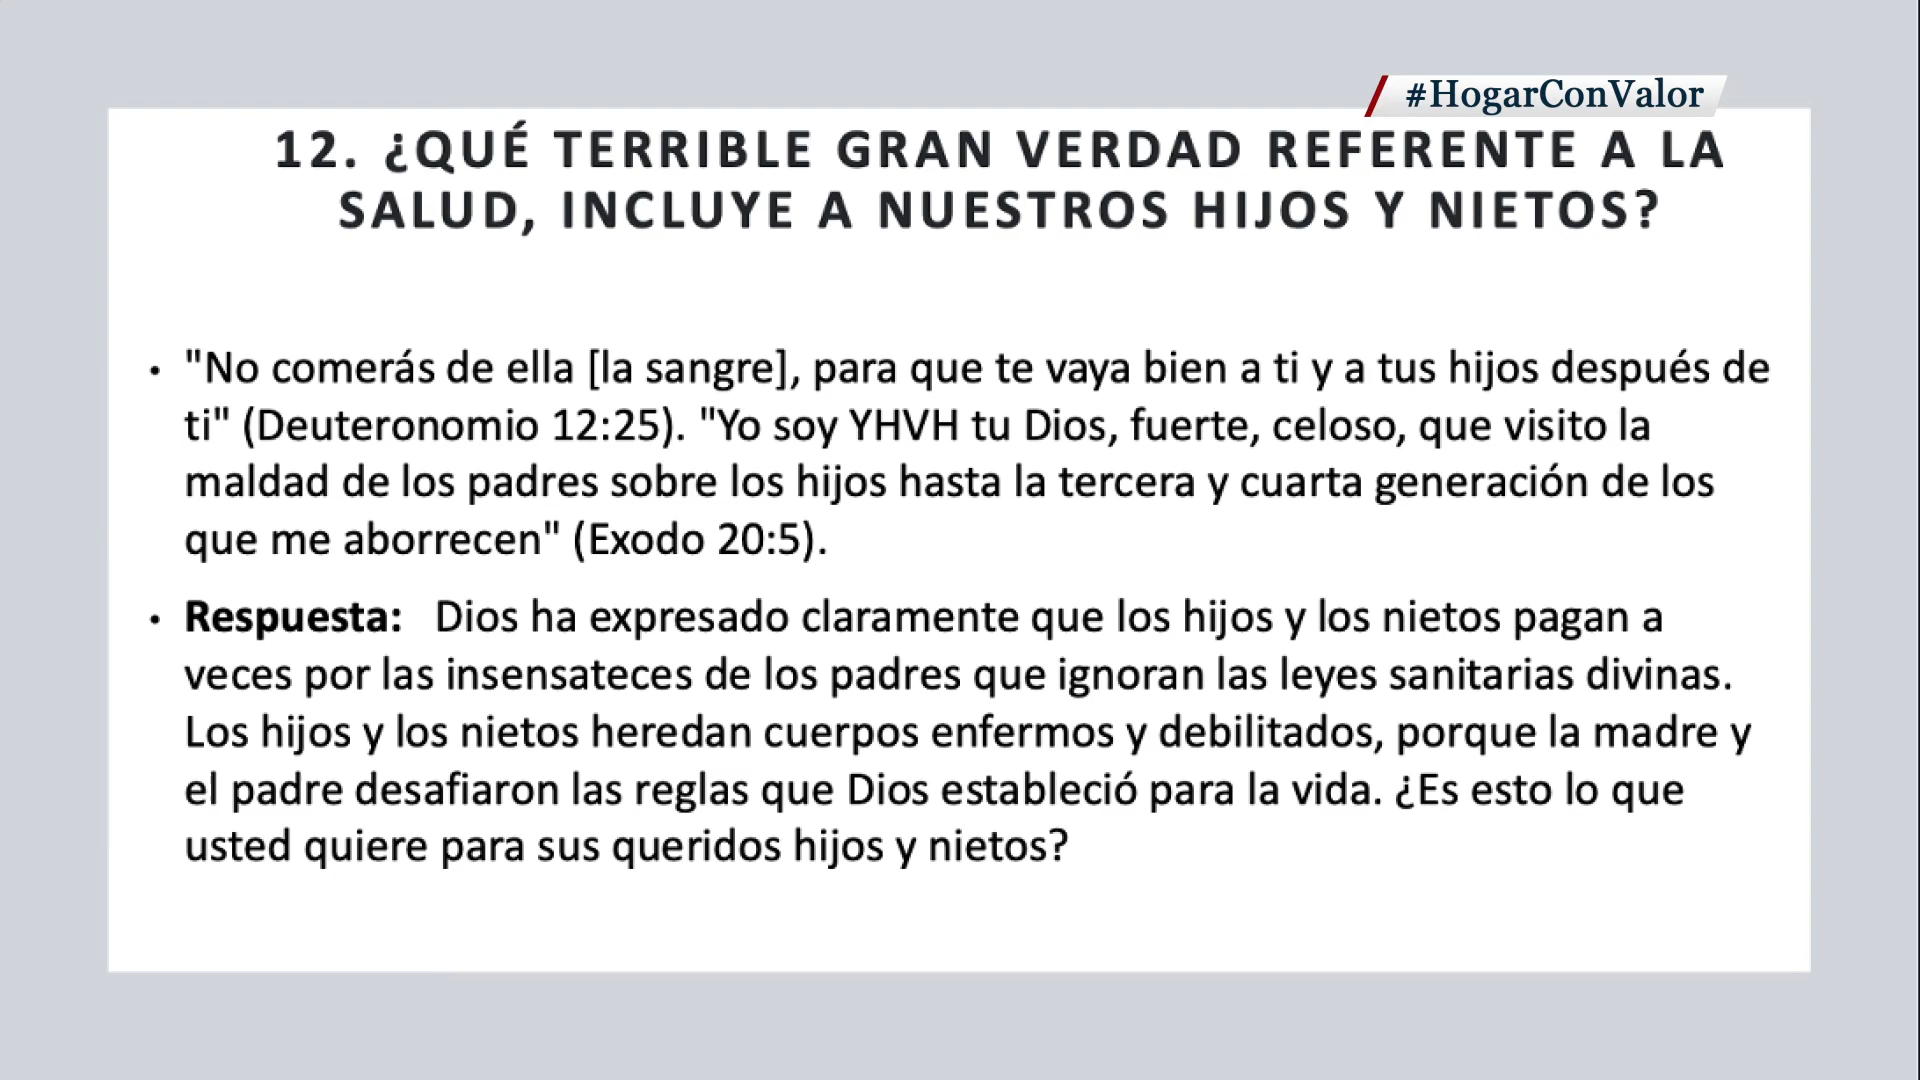 #HogarConValor
12. ¿QUÉ TERRIBLE GRAN VERDAD REFERENTE A LA
SALUD, INCLUYE A NUESTROS HIJOS Y NIETOS?
• "No comerás de ella [la sangre], para que te vaya bien a ti y a tus hijos después de
ti" (Deuteronomio 12:25). "Yo soy YHVH tu Dios, fuerte, celoso, que visito la
maldad de los padres sobre los hijos hasta la tercera y cuarta generación de los
que me aborrecen" (Exodo 20:5).
• Respuesta: Dios ha expresado claramente que los hijos y los nietos pagan a
veces por las insensateces de los padres que ignoran las leyes sanitarias divinas.
Los hijos y los nietos heredan cuerpos enfermos y debilitados, porque la madre y
el padre desafiaron las reglas que Dios estableció para la vida. ¿Es esto lo que
usted quiere para sus queridos hijos y nietos?